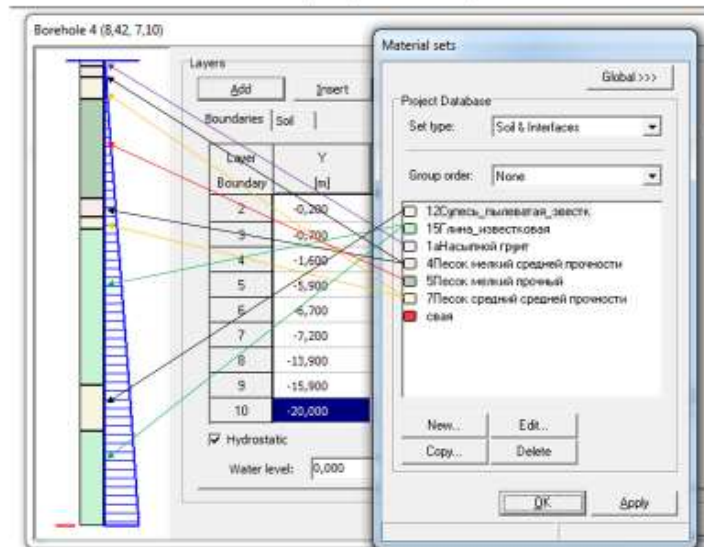 Borehole 4 (8,42, 7,10)
Layers
Add
Insert
Boundaries
Soil
Layer
Boundary
Y
[m]
2
-0,200
3
-0,700
4
-1,600
5
-5,900
6
-6,700
7
-7,200
8
-13,900
9
-15,900
10
-20,000
Hydrostatic
Water level:
0,000
Material sets
Global >>>
Project Database
Set type:
Soil & Interfaces
Group order:
None
12Супесь_пылеватая_эвестк
15Глина_известковая
1аНасыпной грунт
4Песок мелкий средней прочности
5Песок мелкий прочный
7Песок средний средней прочности
свая
New...
Edit...
Copy...
Delete
OK
Apply